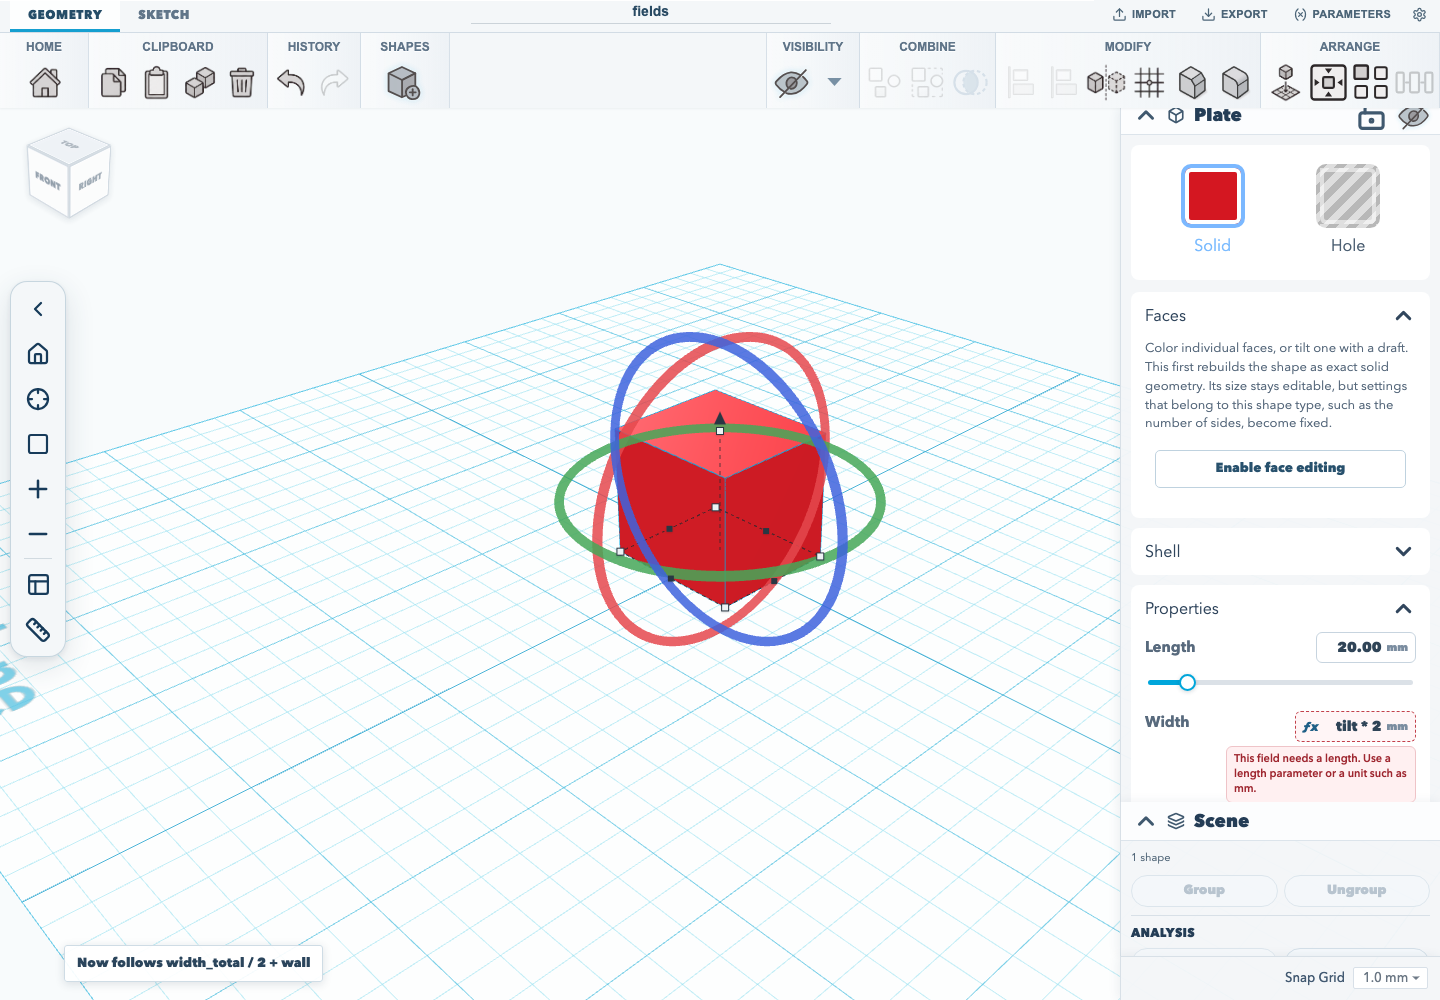 GEOMETRY
SKETCH
fields
IMPORT
EXPORT
PARAMETERS
HOME
CLIPBOARD
HISTORY
SHAPES
VISIBILITY
COMBINE
MODIFY
ARRANGE
TOP
FRONT
RIGHT
Plate
Solid
Hole
Faces
Color individual faces, or tilt one with a draft.
This first rebuilds the shape as exact solid
geometry. Its size stays editable, but settings
that belong to this shape type, such as the
number of sides, become fixed.
Enable face editing
Shell
Properties
Length
20.00 mm
Width
ƒx tilt * 2 mm
This field needs a length. Use a
length parameter or a unit such as
mm.
Scene
1 shape
Group
Ungroup
ANALYSIS
Snap Grid
1.0 mm
Now follows width_total / 2 + wall